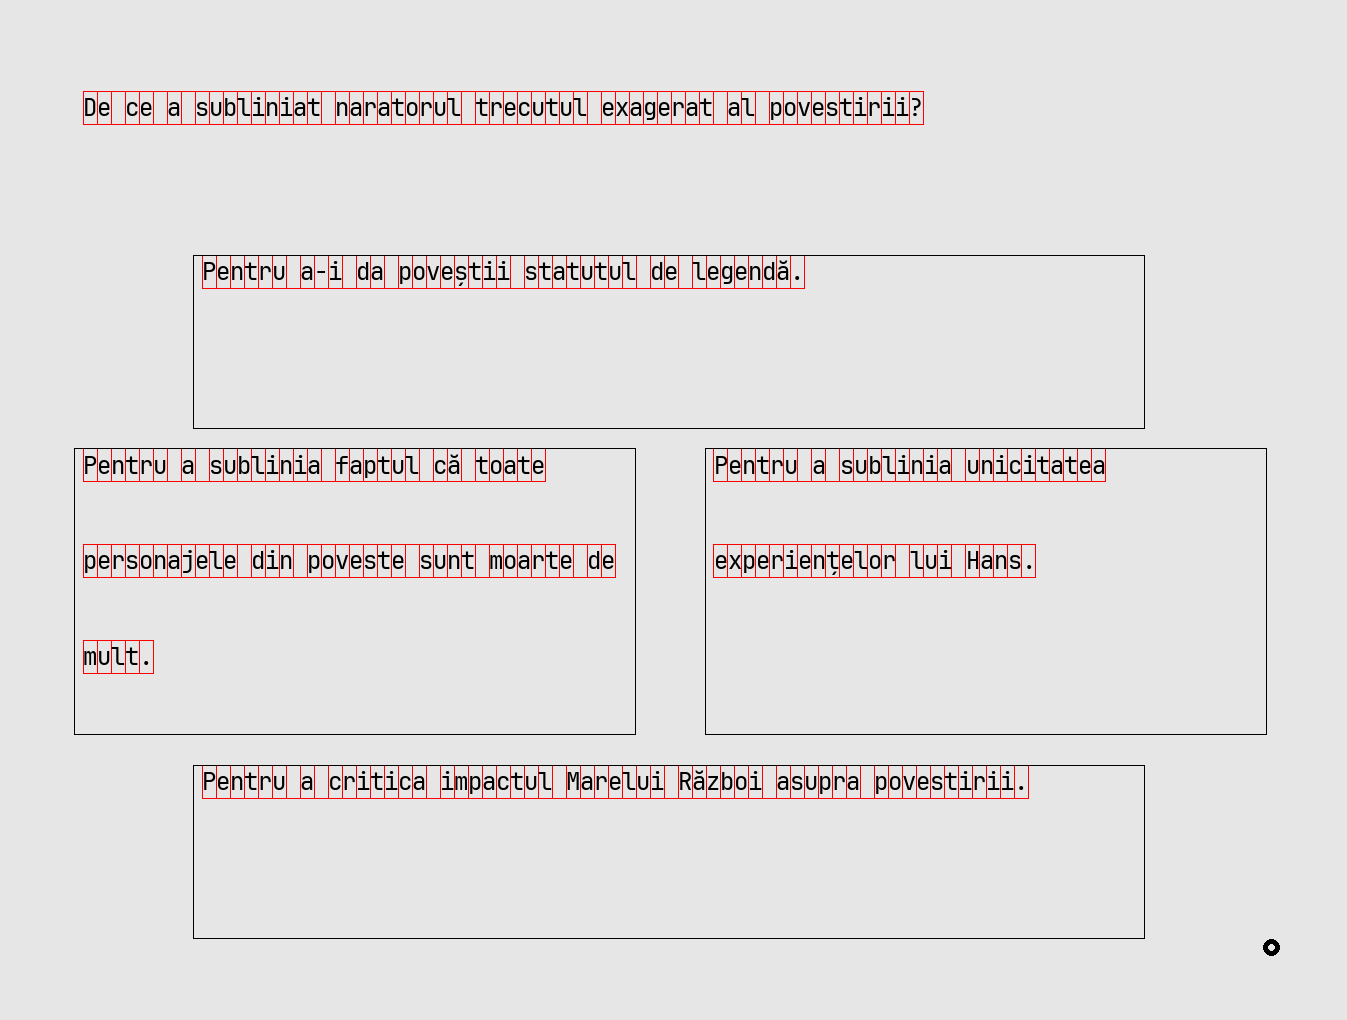 De ce a subliniat naratorul trecutul exagerat al povestirii?
Pentru a-i da poveștii statutul de legendă.
Pentru a sublinia faptul că toate
personajele din poveste sunt moarte de
mult.
Pentru a sublinia unicitatea
experiențelor lui Hans.
Pentru a critica impactul Marelui Război asupra povestirii.